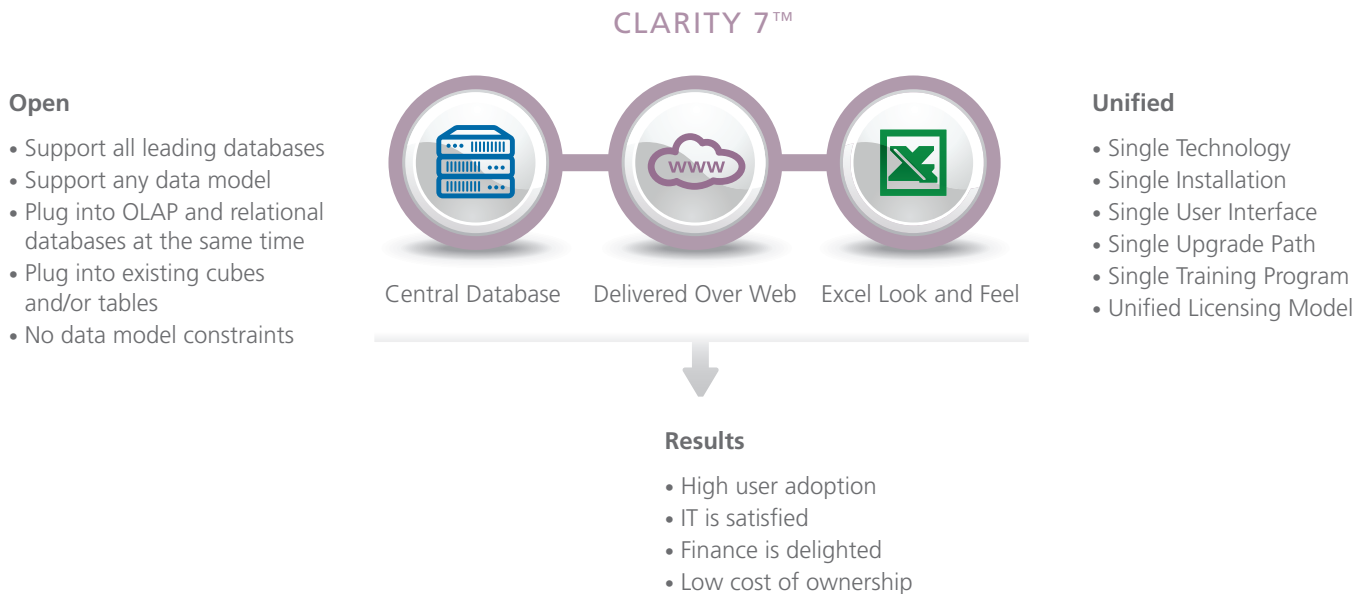 CLARITY 7™
Open
• Support all leading databases
• Support any data model
• Plug into OLAP and relational
databases at the same time
• Plug into existing cubes
and/or tables
• No data model constraints
www
Central Database
Delivered Over Web
Excel Look and Feel
Unified
• Single Technology
• Single Installation
• Single User Interface
• Single Upgrade Path
• Single Training Program
• Unified Licensing Model
Results
• High user adoption
• IT is satisfied
• Finance is delighted
• Low cost of ownership